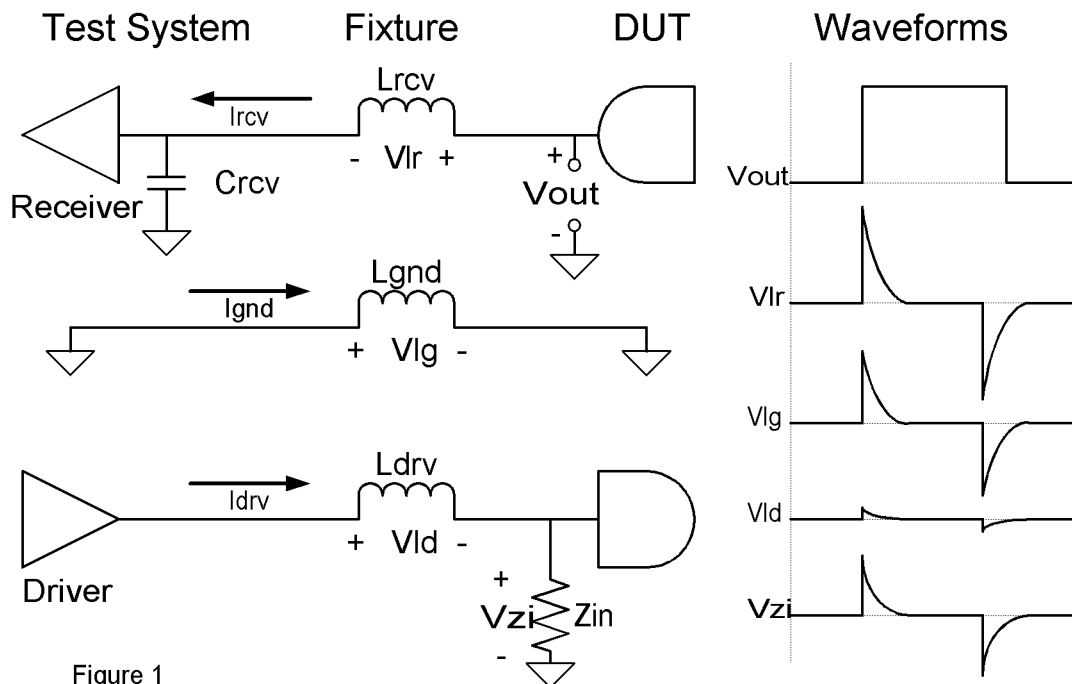 Test System Fixture DUT Waveforms
Lrcv
Ircv
- Vlr +
Crcv
Receiver
+
Vout
-
Lgnd
Ignd
+ Vlg -
Ldrv
Idrv
+ Vld -
Driver
+
Vzi Zin
-
Vout
Vlr
Vlg
Vld
Vzi
Figure 1